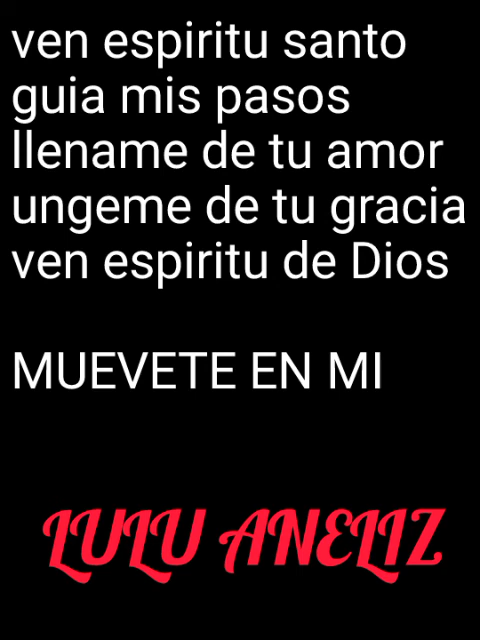 ven espiritu santo
guia mis pasos
llename de tu amor
ungeme de tu gracia
ven espiritu de Dios
MUEVETE EN MI
LULU ANELIZ